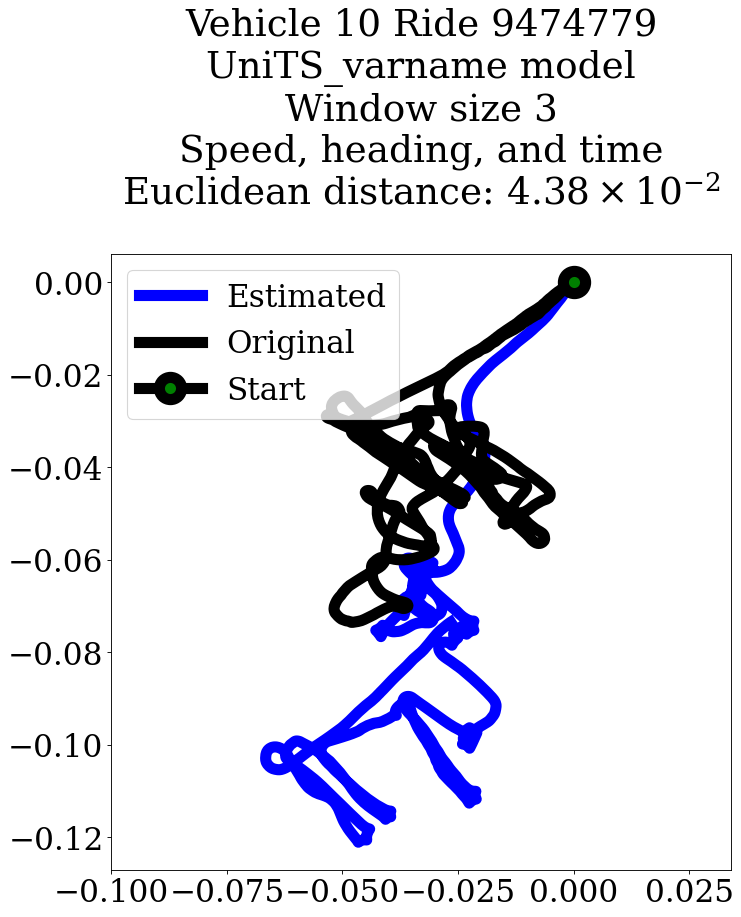 Vehicle 10 Ride 9474779
UniTS_varname model
Window size 3
Speed, heading, and time
Euclidean distance: 4.38 × 10⁻²
Estimated
Original
Start
0.00
−0.02
−0.04
−0.06
−0.08
−0.10
−0.12
−0.100 −0.075 −0.050 −0.025 0.000 0.025